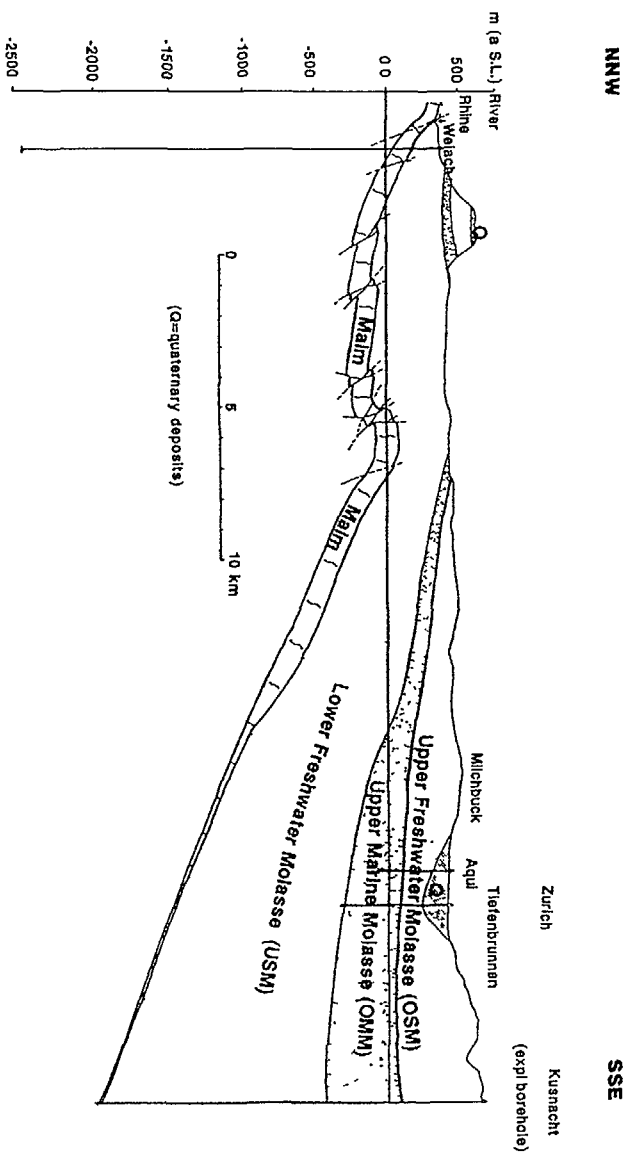 NNW
SSE
m (a S.L.)
500
0
-500
-1000
-1500
-2000
-2500
River
Rhine
Weiach
Q
Milchbuck
Aqui
Zurich
Tiefenbrunnen
Kusnacht
(expl borehole)
Q
Upper Freshwater Molasse (OSM)
Upper Marine Molasse (OMM)
Lower Freshwater Molasse (USM)
Malm
Malm
0
5
10 km
(Q=quaternary deposits)